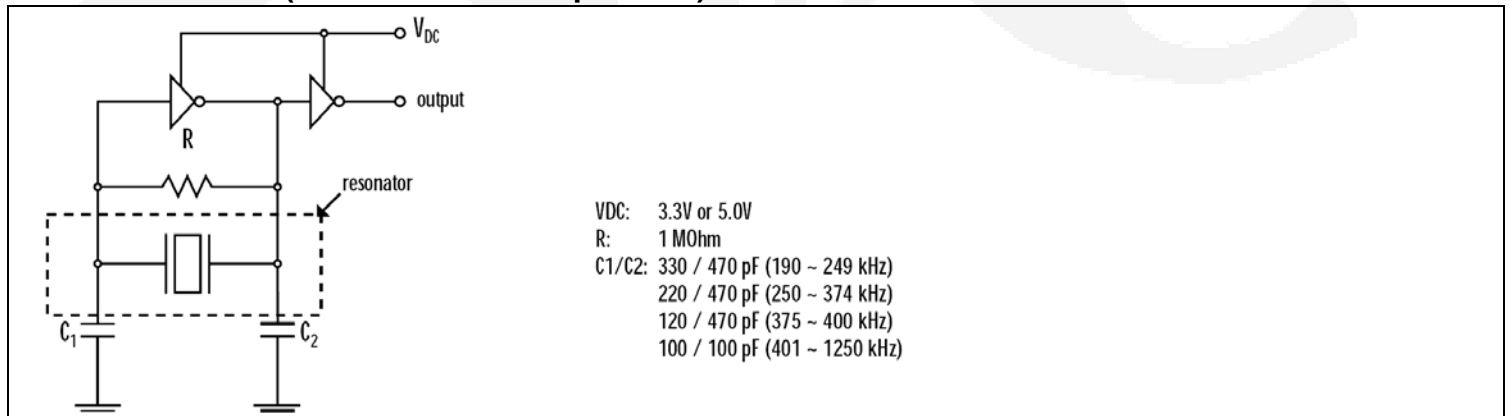 V_DC
output
R
resonator
C₁
C₂
VDC: 3.3V or 5.0V
R: 1 MOhm
C1/C2: 330 / 470 pF (190 ~ 249 kHz)
220 / 470 pF (250 ~ 374 kHz)
120 / 470 pF (375 ~ 400 kHz)
100 / 100 pF (401 ~ 1250 kHz)